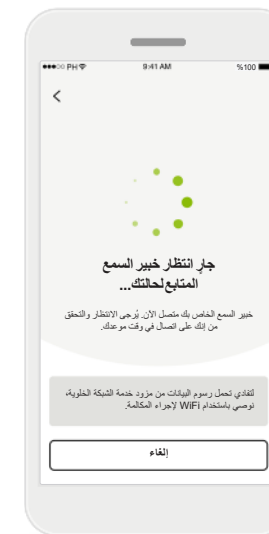 ●●●○○ PH 9:41 AM %100
جارٍ انتظار خبير السمع
المتابع لحالتك...
خبير السمع الخاص بك متصل الآن. يُرجى الانتظار والتحقق
من إنك على اتصال في وقت موعدك.
لتفادي تحمل رسوم البيانات من مزود خدمة الشبكة الخلوية،
نوصي باستخدام WiFi لإجراء المكالمة.
إلغاء